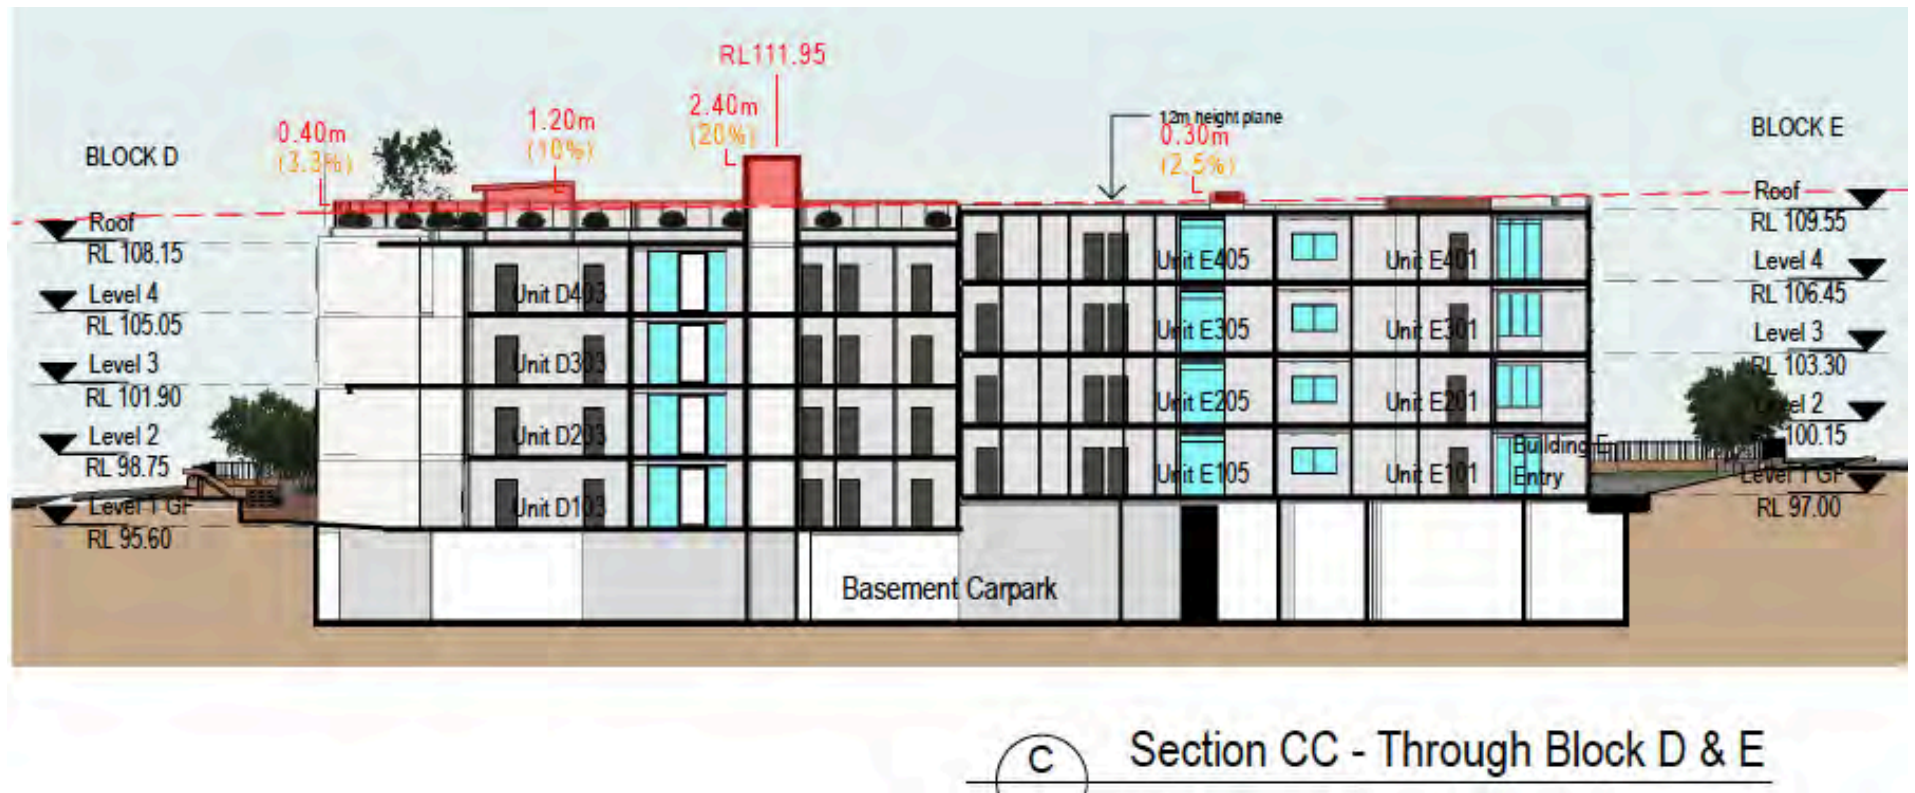 RL111.95
2.40m
(20%)
1.20m
(10%)
0.40m
(3.3%)
12m height plane
0.30m
(2.5%)
BLOCK D
BLOCK E
Roof
RL 108.15
Level 4
RL 105.05
Level 3
RL 101.90
Level 2
RL 98.75
Level 1 GF
RL 95.60
Unit D403
Unit D303
Unit D203
Unit D103
Unit E405
Unit E401
Unit E305
Unit E301
Unit E205
Unit E201
Unit E105
Unit E101
Building E
Entry
Roof
RL 109.55
Level 4
RL 106.45
Level 3
RL 103.30
Level 2
100.15
Level 1 GF
RL 97.00
Basement Carpark
C
Section CC - Through Block D & E